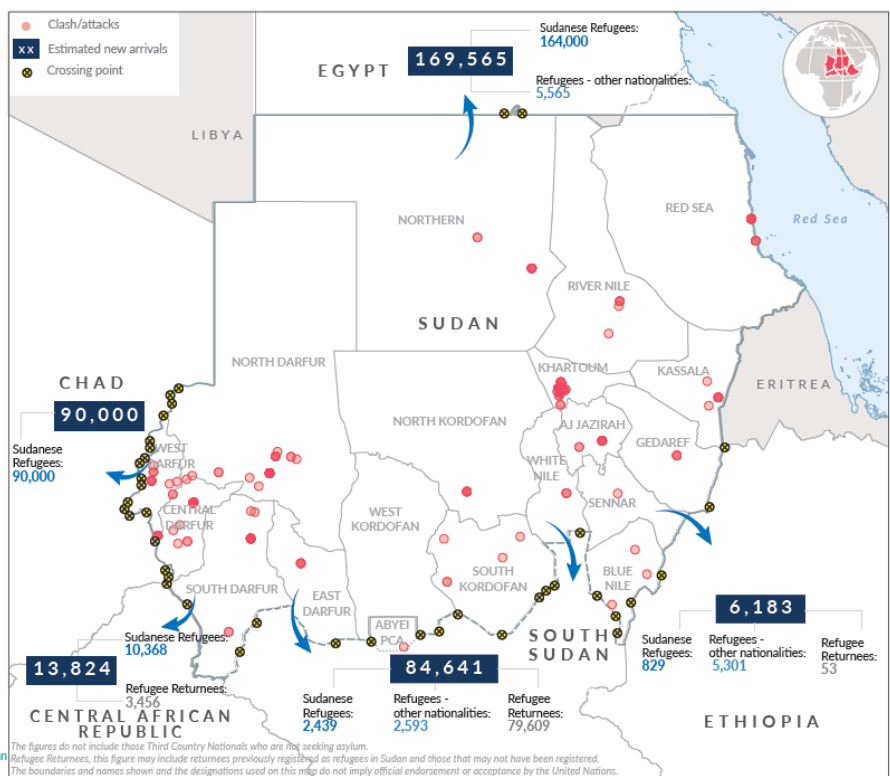 Clash/attacks
xx Estimated new arrivals
Crossing point
EGYPT
169,565
Sudanese Refugees:
164,000
Refugees - other nationalities:
5,565
LIBYA
Red Sea
NORTHERN
RED SEA
RIVER NILE
SUDAN
NORTH DARFUR
KHARTOUM
KASSALA
ERITREA
CHAD
90,000
Sudanese
Refugees:
90,000
NORTH KORDOFAN
AJ JAZIRAH
GEDAREF
WEST
DARFUR
WHITE
NILE
SENNAR
CENTRAL
DARFUR
WEST
KORDOFAN
SOUTH
KORDOFAN
BLUE
NILE
SOUTH DARFUR
EAST
DARFUR
ABYEI
PCA
SOUTH
SUDAN
6,183
Sudanese
Refugees:
829
Refugees -
other nationalities:
5,301
Refugee
Returnees:
53
13,824
Sudanese Refugees:
10,368
Refugee Returnees:
3,456
84,641
Sudanese
Refugees:
2,439
Refugees -
other nationalities:
2,593
Refugee
Returnees:
79,609
CENTRAL AFRICAN
REPUBLIC
ETHIOPIA
The figures do not include those Third Country Nationals who are not seeking asylum.
n Refugee Returnees, this figure may include returnees previously registered as refugees in Sudan and those that may not have been registered.
The boundaries and names shown and the designations used on this map do not imply official endorsement or acceptance by the United Nations.